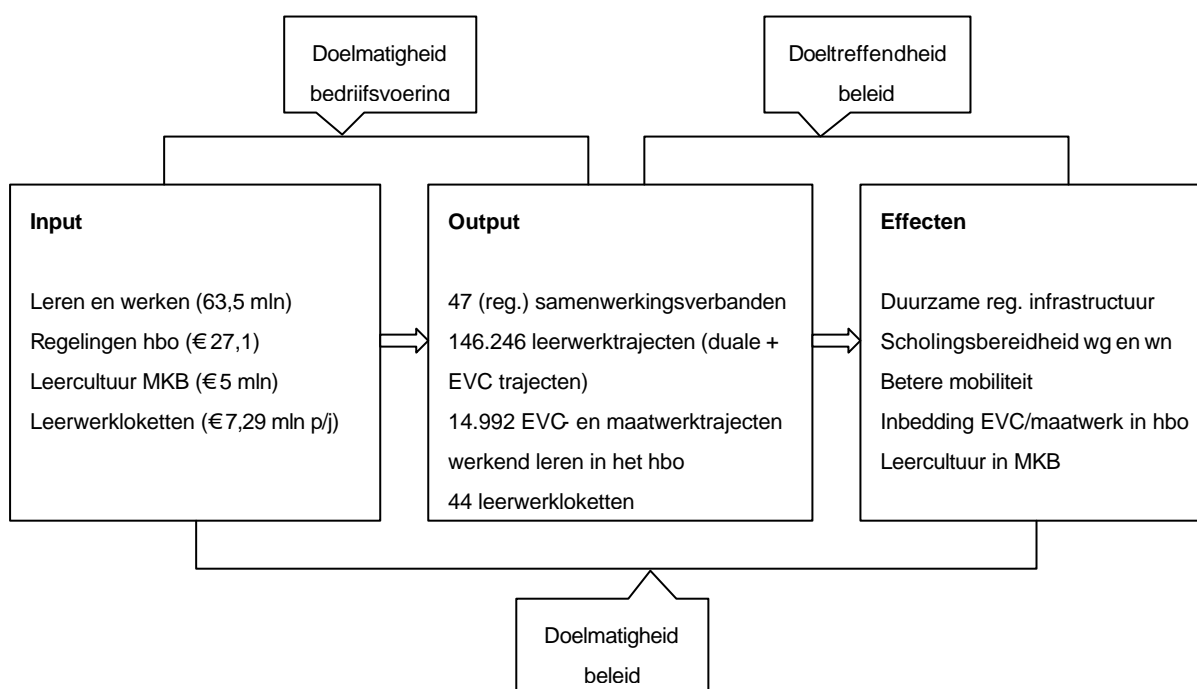 Doelmatigheid
bedrijfsvoering
Doeltreffendheid
beleid
Input
Leren en werken (63,5 mln)
Regelingen hbo (€ 27,1)
Leercultuur MKB (€ 5 mln)
Leerwerkloketten (€ 7,29 mln p/j)
Output
47 (reg.) samenwerkingsverbanden
146.246 leerwerktrajecten (duale +
EVC trajecten)
14.992 EVC- en maatwerktrajecten
werkend leren in het hbo
44 leerwerkloketten
Effecten
Duurzame reg. infrastructuur
Scholingsbereidheid wg en wn
Betere mobiliteit
Inbedding EVC/maatwerk in hbo
Leercultuur in MKB
Doelmatigheid
beleid